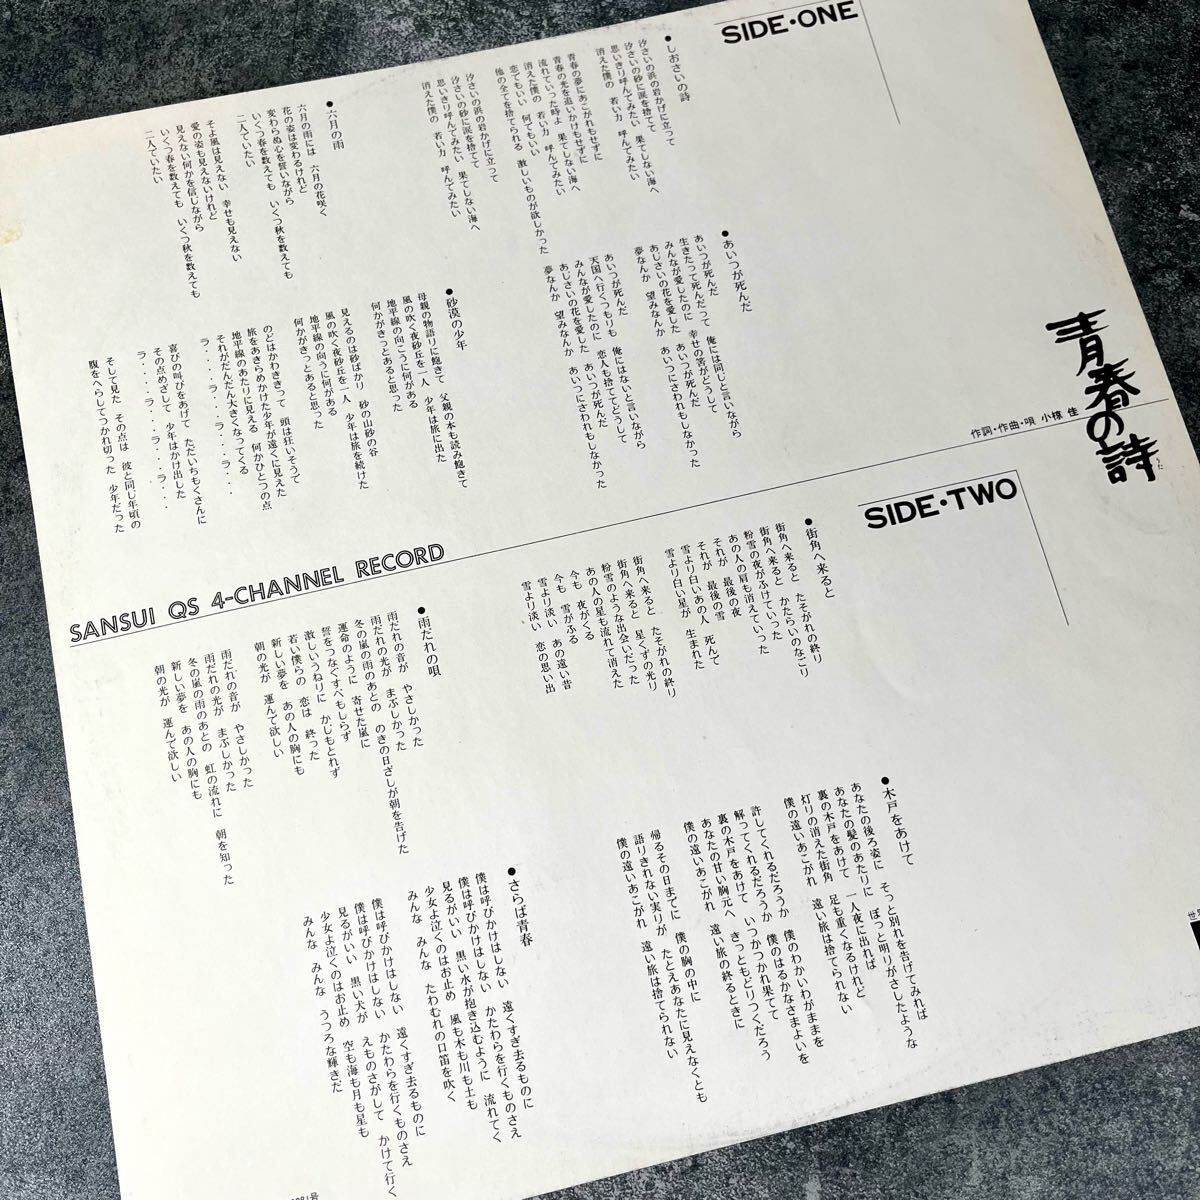 SIDE・ONE
●しおさいの詩
汐さいの浜の岩かげに立って
汐さいの砂に涙を捨てて
思いきり呼んでみたい 果てしない海へ
消えた僕の 若い力 呼んでみたい
青春の夢にあこがれもせずに
青春の光を追いかけもせずに
流れていった時よ 果てしない海へ
消えた僕の 若い力 呼んでみたい
恋でもいい 何でもいい
他の全てを捨てられる 激しいものが欲しかった
汐さいの浜の岩かげに立って
汐さいの砂に涙を捨てて
思いきり呼んでみたい 果てしない海へ
消えた僕の 若い力 呼んでみたい
●六月の雨
六月の雨には 六月の花咲く
花の姿は変わるけれど
変わらぬ心を誓いながら
いくつ春を数えても いくつ秋を数えても
二人でいたい
そよ風は見えない 幸せも見えない
愛の姿も見えないけれど
見えない何かを信じながら
いくつ春を数えても いくつ秋を数えても
二人でいたい
●あいつが死んだ
あいつが死んだ 俺には同じと言いながら
生きたって死んだって 幸せの筈がどうして
みんなが愛したのに あいつが死んだ
あじさいの花を愛した あいつにさわれもしなかった
夢なんか 望みなんか
あいつが死んだ 俺にはないと言いながら
天国へ行くつもりも 恋人も捨ててどうして
みんなが愛したのに あいつが死んだ
あじさいの花を愛した あいつにさわれもしなかった
夢なんか 望みなんか
●砂漠の少年
母親の物語りに飽きて 父親の本も読み飽きて
風の吹く夜砂丘を一人 少年は旅に出た
地平線の向こうに何がある
何かがきっとあると思った
見えるのは砂ばかり 砂の山砂の谷
風の吹く夜砂丘を一人 少年は旅を続けた
地平線の向うに何がある
何かがきっとあると思った
のどはかわききって 頭は狂いそうて
旅をあきらめかけた少年が遠くに見えた
地平線のあたりに見える 何かひとつの点
それがだんだん大きくなってくる
ラ・・・・ラ・・・・ラ・・・・ラ・・・・
喜びの叫びをあげて ただいちもくさんに
その点めざして 少年はかけ出した
ラ・・・・ラ・・・・ラ・・・・ラ・・・・
そして見た その点は 彼と同じ年頃の
腹をへらしてつかれ切った 少年だった
青春の詩
うた
作詞・作曲・唄 小椋 佳
SANSUI QS 4-CHANNEL RECORD
SIDE・TWO
●街角へ来ると
街角へ来ると たそがれの終り
街角へ来ると かたらいのなごり
粉雪の夜がふけていった
あの人の肩も消えていった
それが 最後の夜
それが 最後の雪
雪より白いあの人 死んで
雪より白い星が 生まれた
街角へ来ると たそがれの終り
街角へ来ると 星くずの光り
粉雪のような出会いだった
あの人の星も流れて消えた
今も 夜がくる
今も 雪がふる
雪より淡い あの遠い昔
雪より淡い 恋の思い出
●雨だれの唄
雨だれの音が やさしかった
雨だれの光が まぶしかった
冬の嵐の雨のあとの のきの日ざしが朝を告げた
運命のように 寄せた嵐に
誓をつなぐすべもしらず
激しいうねりに かじもとれず
若い僕らの 恋は 終った
新しい夢を あの人の胸にも
朝の光が 運んで欲しい
雨だれの音が やさしかった
雨だれの光が まぶしかった
冬の嵐の雨のあとの 虹の流れに 朝を知った
新しい夢を あの人の胸にも
朝の光が 運んで欲しい
●木戸をあけて
あなたの後ろ姿に そっと別れを告げてみれば
あなたの髪のあたりに ぽっと明りがさしたような
裏の木戸をあけて 一人夜に出れば
灯りの消えた街角 足も重くなるけれど
僕の遠いあこがれ 遠い旅は捨てられない
許してくれるだろうか 僕のわかいわがままを
解ってくれるだろうか 僕のはるかなさまよいを
裏の木戸をあけて いつかつかれ果てて
あなたの甘い胸元へ きっともどりつくだろう
僕の遠いあこがれ 遠い旅の終るときに
帰るその日までに 僕の胸の中に
語りきれない実りが たとえあなたに見えなくとも
僕の遠いあこがれ 遠い旅は捨てられない
●さらば青春
僕は呼びかけはしない 遠くすぎ去るものに
僕は呼びかけはしない かたわらを行くものさえ
見るがいい 黒い水が抱き込むように 流れてく
少女よ泣くのはお止め 風も木も川も土も
みんな みんな たわむれの口笛を吹く
僕は呼びかけはしない 遠くすぎ去るものに
僕は呼びかけはしない かたわらを行くものさえ
見るがいい 黒い犬が えものさがして かけて行く
少女よ泣くのはお止め 空も海も月も星も
みんな みんな うつろな輝きだ